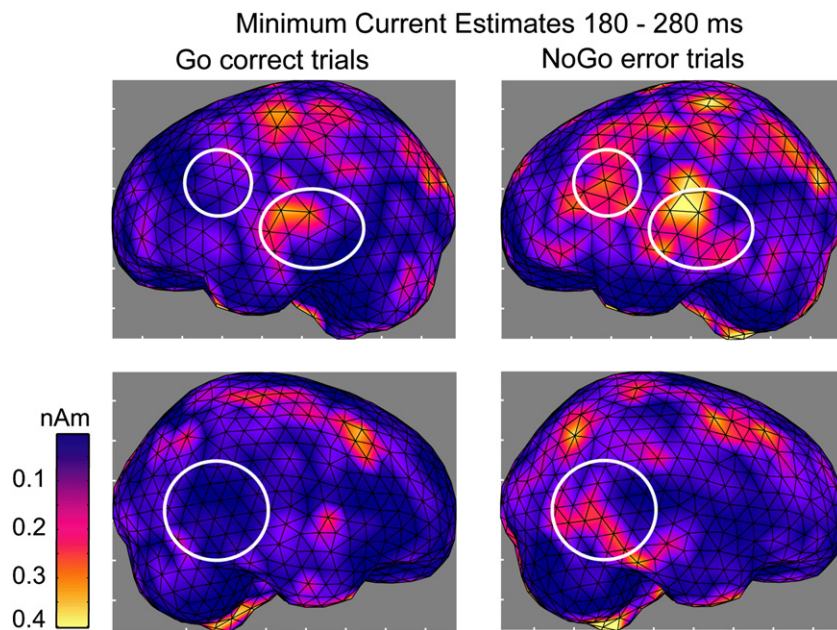 Minimum Current Estimates 180 - 280 ms
Go correct trials
NoGo error trials
nAm
0.1
0.2
0.3
0.4